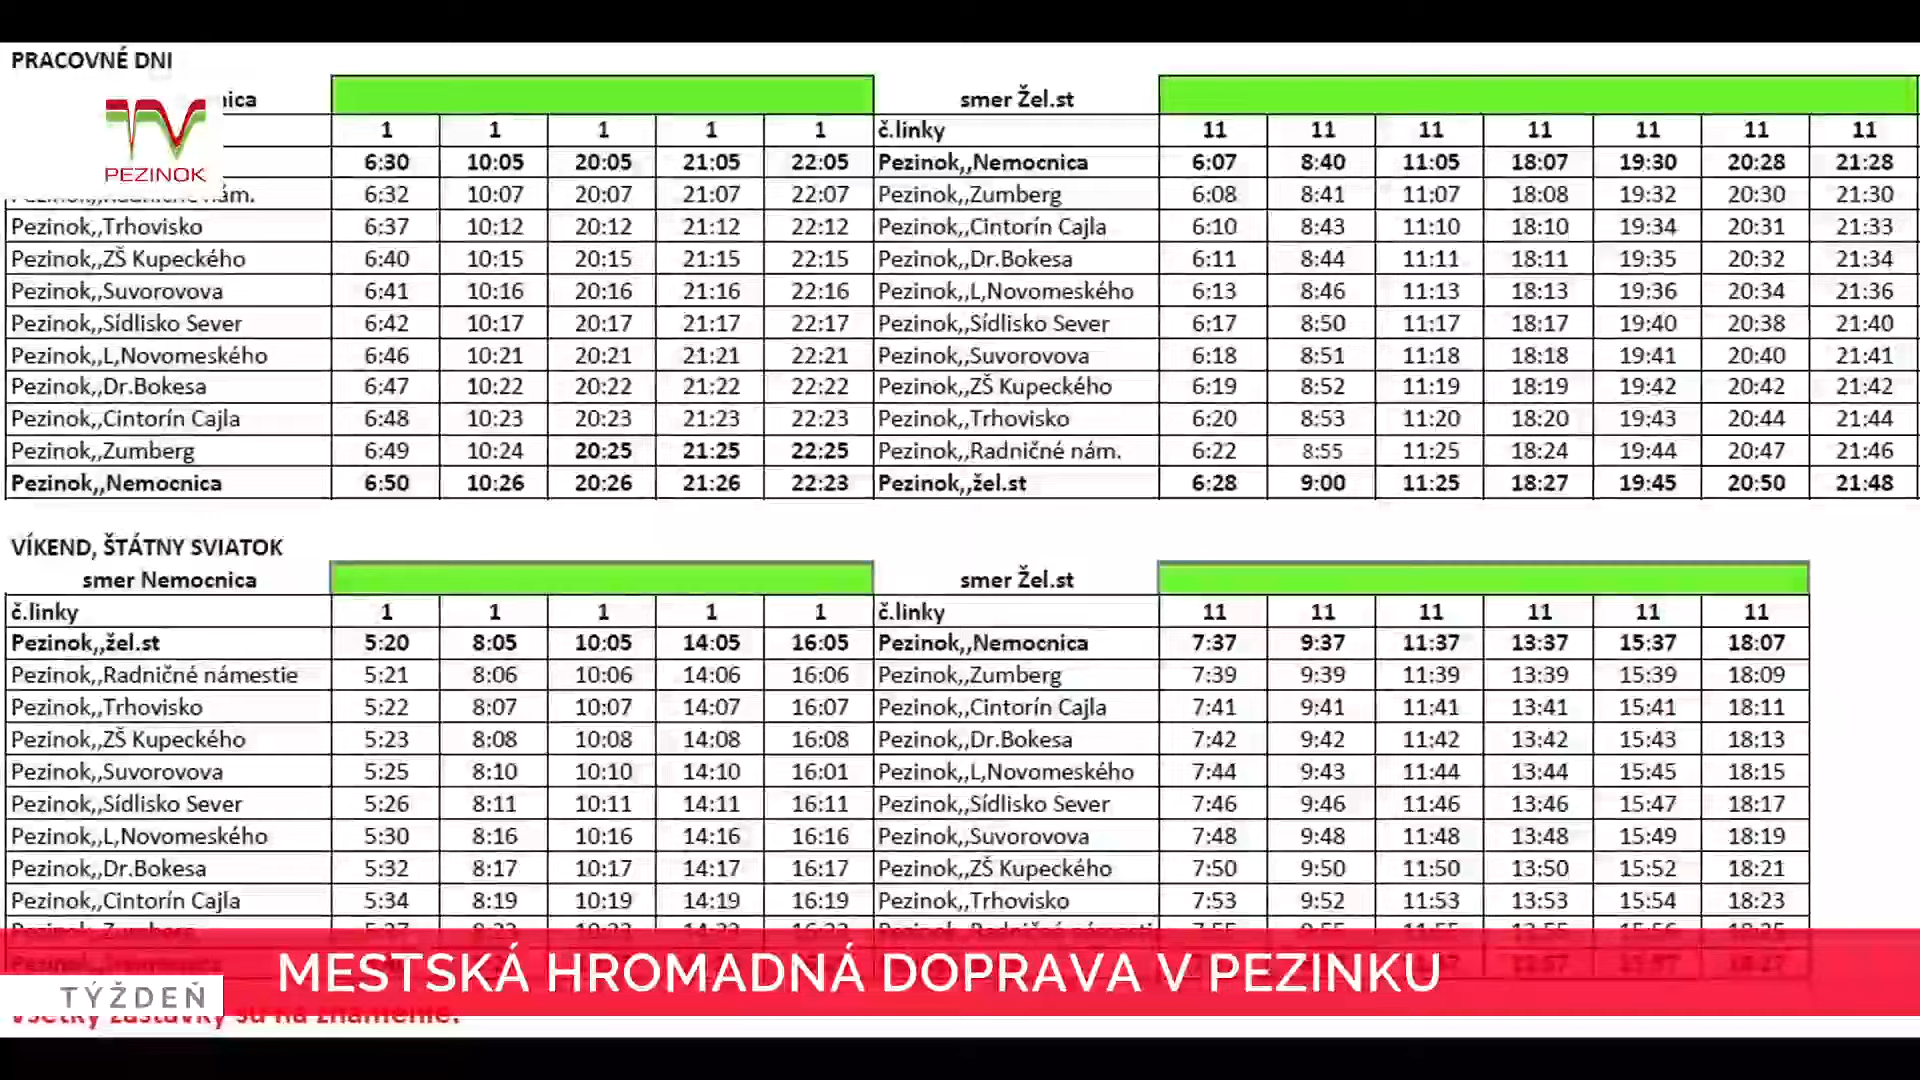 PRACOVNÉ DNI
smer Žel.st
1 1 1 1 1 č.linky 11 11 11 11 11 11 11
6:30 10:05 20:05 21:05 22:05 Pezinok,,Nemocnica 6:07 8:40 11:05 18:07 19:30 20:28 21:28
6:32 10:07 20:07 21:07 22:07 Pezinok,,Zumberg 6:08 8:41 11:07 18:08 19:32 20:30 21:30
Pezinok,,Trhovisko 6:37 10:12 20:12 21:12 22:12 Pezinok,,Cintorín Cajla 6:10 8:43 11:10 18:10 19:34 20:31 21:33
Pezinok,,ZŠ Kupeckého 6:40 10:15 20:15 21:15 22:15 Pezinok,,Dr.Bokesa 6:11 8:44 11:11 18:11 19:35 20:32 21:34
Pezinok,,Suvorovova 6:41 10:16 20:16 21:16 22:16 Pezinok,,L,Novomeského 6:13 8:46 11:13 18:13 19:36 20:34 21:36
Pezinok,,Sídlisko Sever 6:42 10:17 20:17 21:17 22:17 Pezinok,,Sídlisko Sever 6:17 8:50 11:17 18:17 19:40 20:38 21:40
Pezinok,,L,Novomeského 6:46 10:21 20:21 21:21 22:21 Pezinok,,Suvorovova 6:18 8:51 11:18 18:18 19:41 20:40 21:41
Pezinok,,Dr.Bokesa 6:47 10:22 20:22 21:22 22:22 Pezinok,,ZŠ Kupeckého 6:19 8:52 11:19 18:19 19:42 20:42 21:42
Pezinok,,Cintorín Cajla 6:48 10:23 20:23 21:23 22:23 Pezinok,,Trhovisko 6:20 8:53 11:20 18:20 19:43 20:44 21:44
Pezinok,,Zumberg 6:49 10:24 20:25 21:25 22:25 Pezinok,,Radničné nám. 6:22 8:55 11:25 18:24 19:44 20:47 21:46
Pezinok,,Nemocnica 6:50 10:26 20:26 21:26 22:23 Pezinok,,žel.st 6:28 9:00 11:25 18:27 19:45 20:50 21:48
TV
PEZINOK
VÍKEND, ŠTÁTNY SVIATOK
smer Nemocnica smer Žel.st
č.linky 1 1 1 1 1 č.linky 11 11 11 11 11 11
Pezinok,,žel.st 5:20 8:05 10:05 14:05 16:05 Pezinok,,Nemocnica 7:37 9:37 11:37 13:37 15:37 18:07
Pezinok,,Radničné námestie 5:21 8:06 10:06 14:06 16:06 Pezinok,,Zumberg 7:39 9:39 11:39 13:39 15:39 18:09
Pezinok,,Trhovisko 5:22 8:07 10:07 14:07 16:07 Pezinok,,Cintorín Cajla 7:41 9:41 11:41 13:41 15:41 18:11
Pezinok,,ZŠ Kupeckého 5:23 8:08 10:08 14:08 16:08 Pezinok,,Dr.Bokesa 7:42 9:42 11:42 13:42 15:43 18:13
Pezinok,,Suvorovova 5:25 8:10 10:10 14:10 16:01 Pezinok,,L,Novomeského 7:44 9:43 11:44 13:44 15:45 18:15
Pezinok,,Sídlisko Sever 5:26 8:11 10:11 14:11 16:11 Pezinok,,Sídlisko Sever 7:46 9:46 11:46 13:46 15:47 18:17
Pezinok,,L,Novomeského 5:30 8:16 10:16 14:16 16:16 Pezinok,,Suvorovova 7:48 9:48 11:48 13:48 15:49 18:19
Pezinok,,Dr.Bokesa 5:32 8:17 10:17 14:17 16:17 Pezinok,,ZŠ Kupeckého 7:50 9:50 11:50 13:50 15:52 18:21
Pezinok,,Cintorín Cajla 5:34 8:19 10:19 14:19 16:19 Pezinok,,Trhovisko 7:53 9:52 11:53 13:53 15:54 18:23
MESTSKÁ HROMADNÁ DOPRAVA V PEZINKU
TÝŽDEŇ
zastávky sú na znamenie.